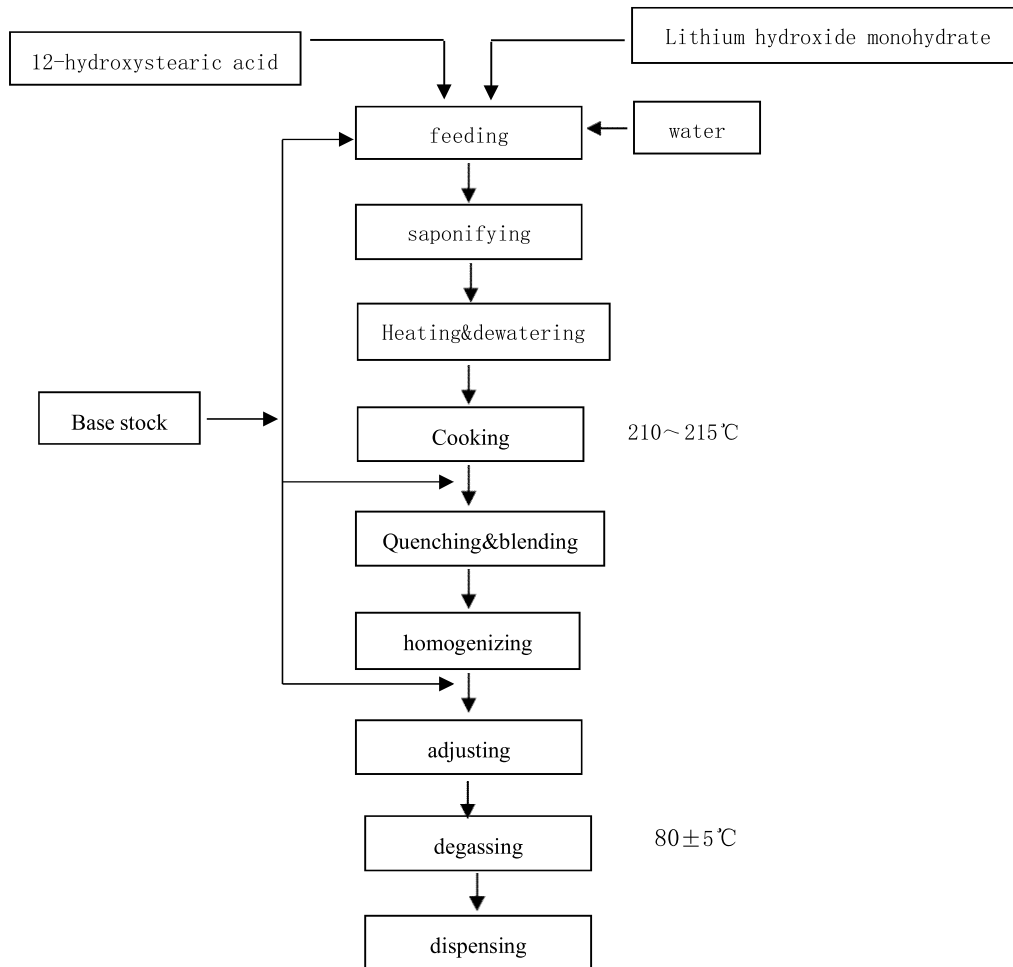 12-hydroxystearic acid
Lithium hydroxide monohydrate
feeding
water
saponifying
Heating&dewatering
Base stock
Cooking
210～215℃
Quenching&blending
homogenizing
adjusting
degassing
80±5℃
dispensing